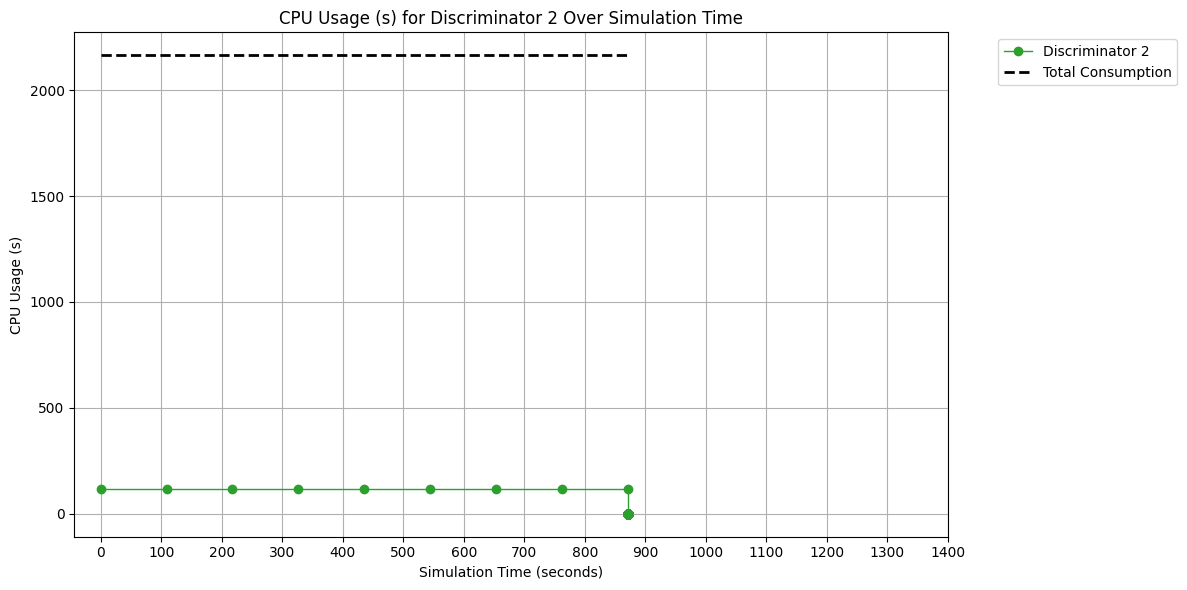 CPU Usage (s) for Discriminator 2 Over Simulation Time
Discriminator 2
Total Consumption
CPU Usage (s)
2000
1500
1000
500
0
0 100 200 300 400 500 600 700 800 900 1000 1100 1200 1300 1400
Simulation Time (seconds)